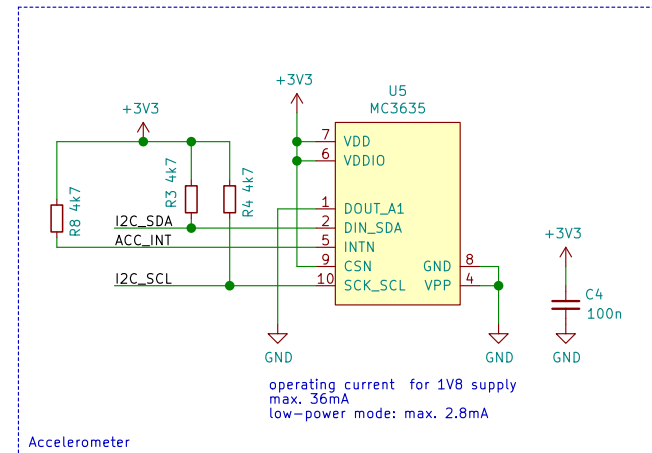 +3V3
U5
MC3635
+3V3
7 VDD
6 VDDIO
R3 4k7
R4 4k7
R8 4k7
1 DOUT_A1
I2C_SDA 2 DIN_SDA
ACC_INT 5 INTN
+3V3
9 CSN GND 8
I2C_SCL 10 SCK_SCL VPP 4
C4
100n
GND GND GND
operating current  for 1V8 supply
max. 36mA
low-power mode: max. 2.8mA
Accelerometer